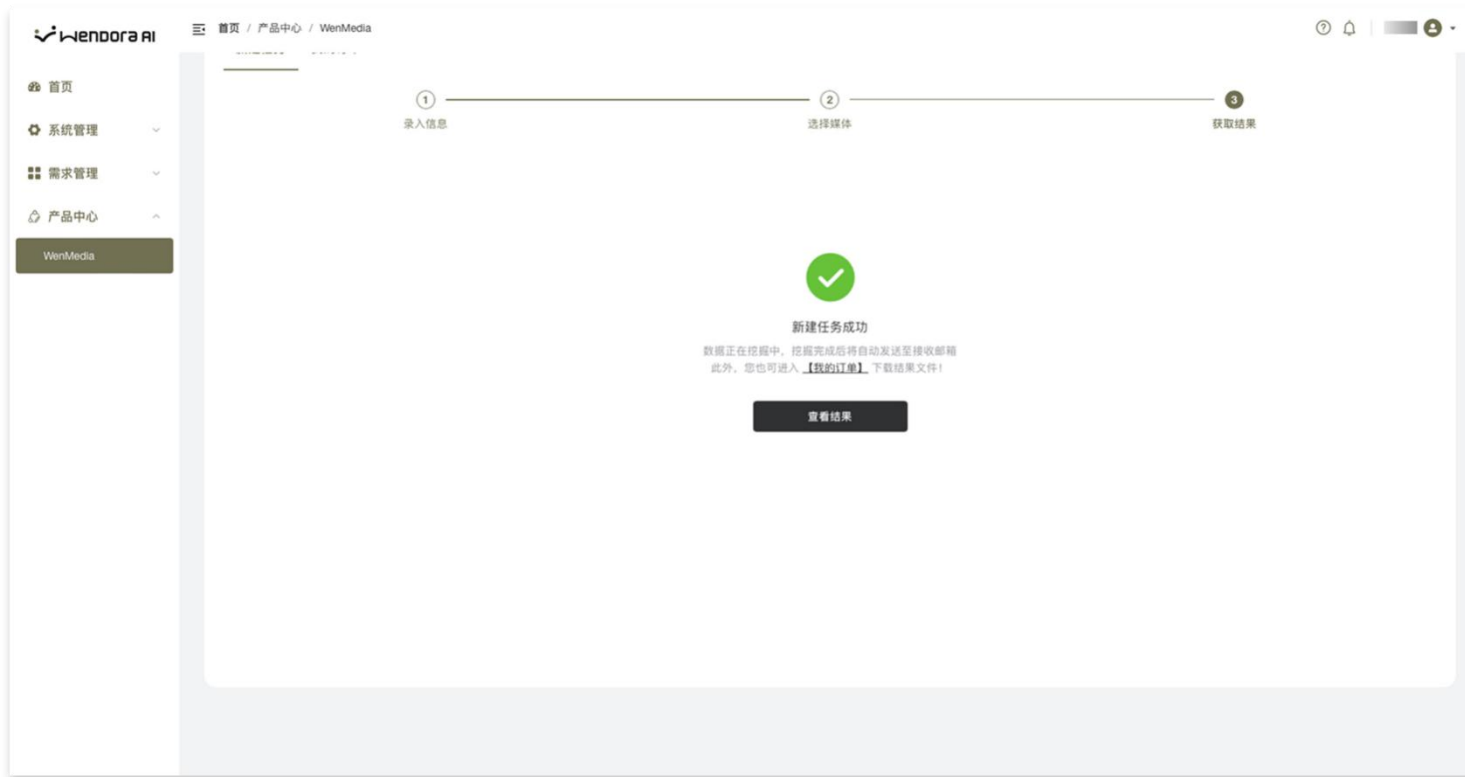 Wendora AI
首页 / 产品中心 / WenMedia
首页
系统管理
需求管理
产品中心
WenMedia
1
录入信息
2
选择媒体
3
获取结果
新建任务成功
数据正在挖掘中，挖掘完成后将自动发送至接收邮箱
此外，您也可进入【我的订单】下载结果文件！
查看结果